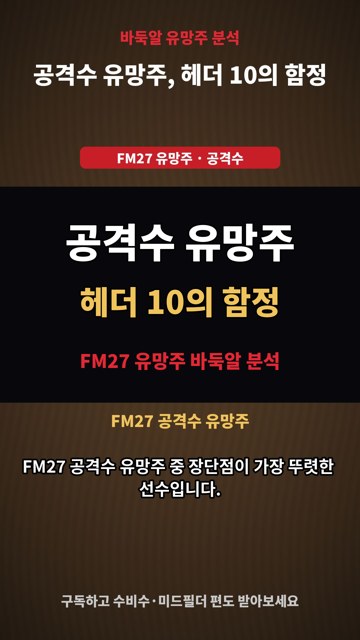 바둑알 유망주 분석
공격수 유망주, 헤더 10의 함정
FM27 유망주 · 공격수
공격수 유망주
헤더 10의 함정
FM27 유망주 바둑알 분석
FM27 공격수 유망주
FM27 공격수 유망주 중 장단점이 가장 뚜렷한
선수입니다.
구독하고 수비수·미드필더 편도 받아보세요